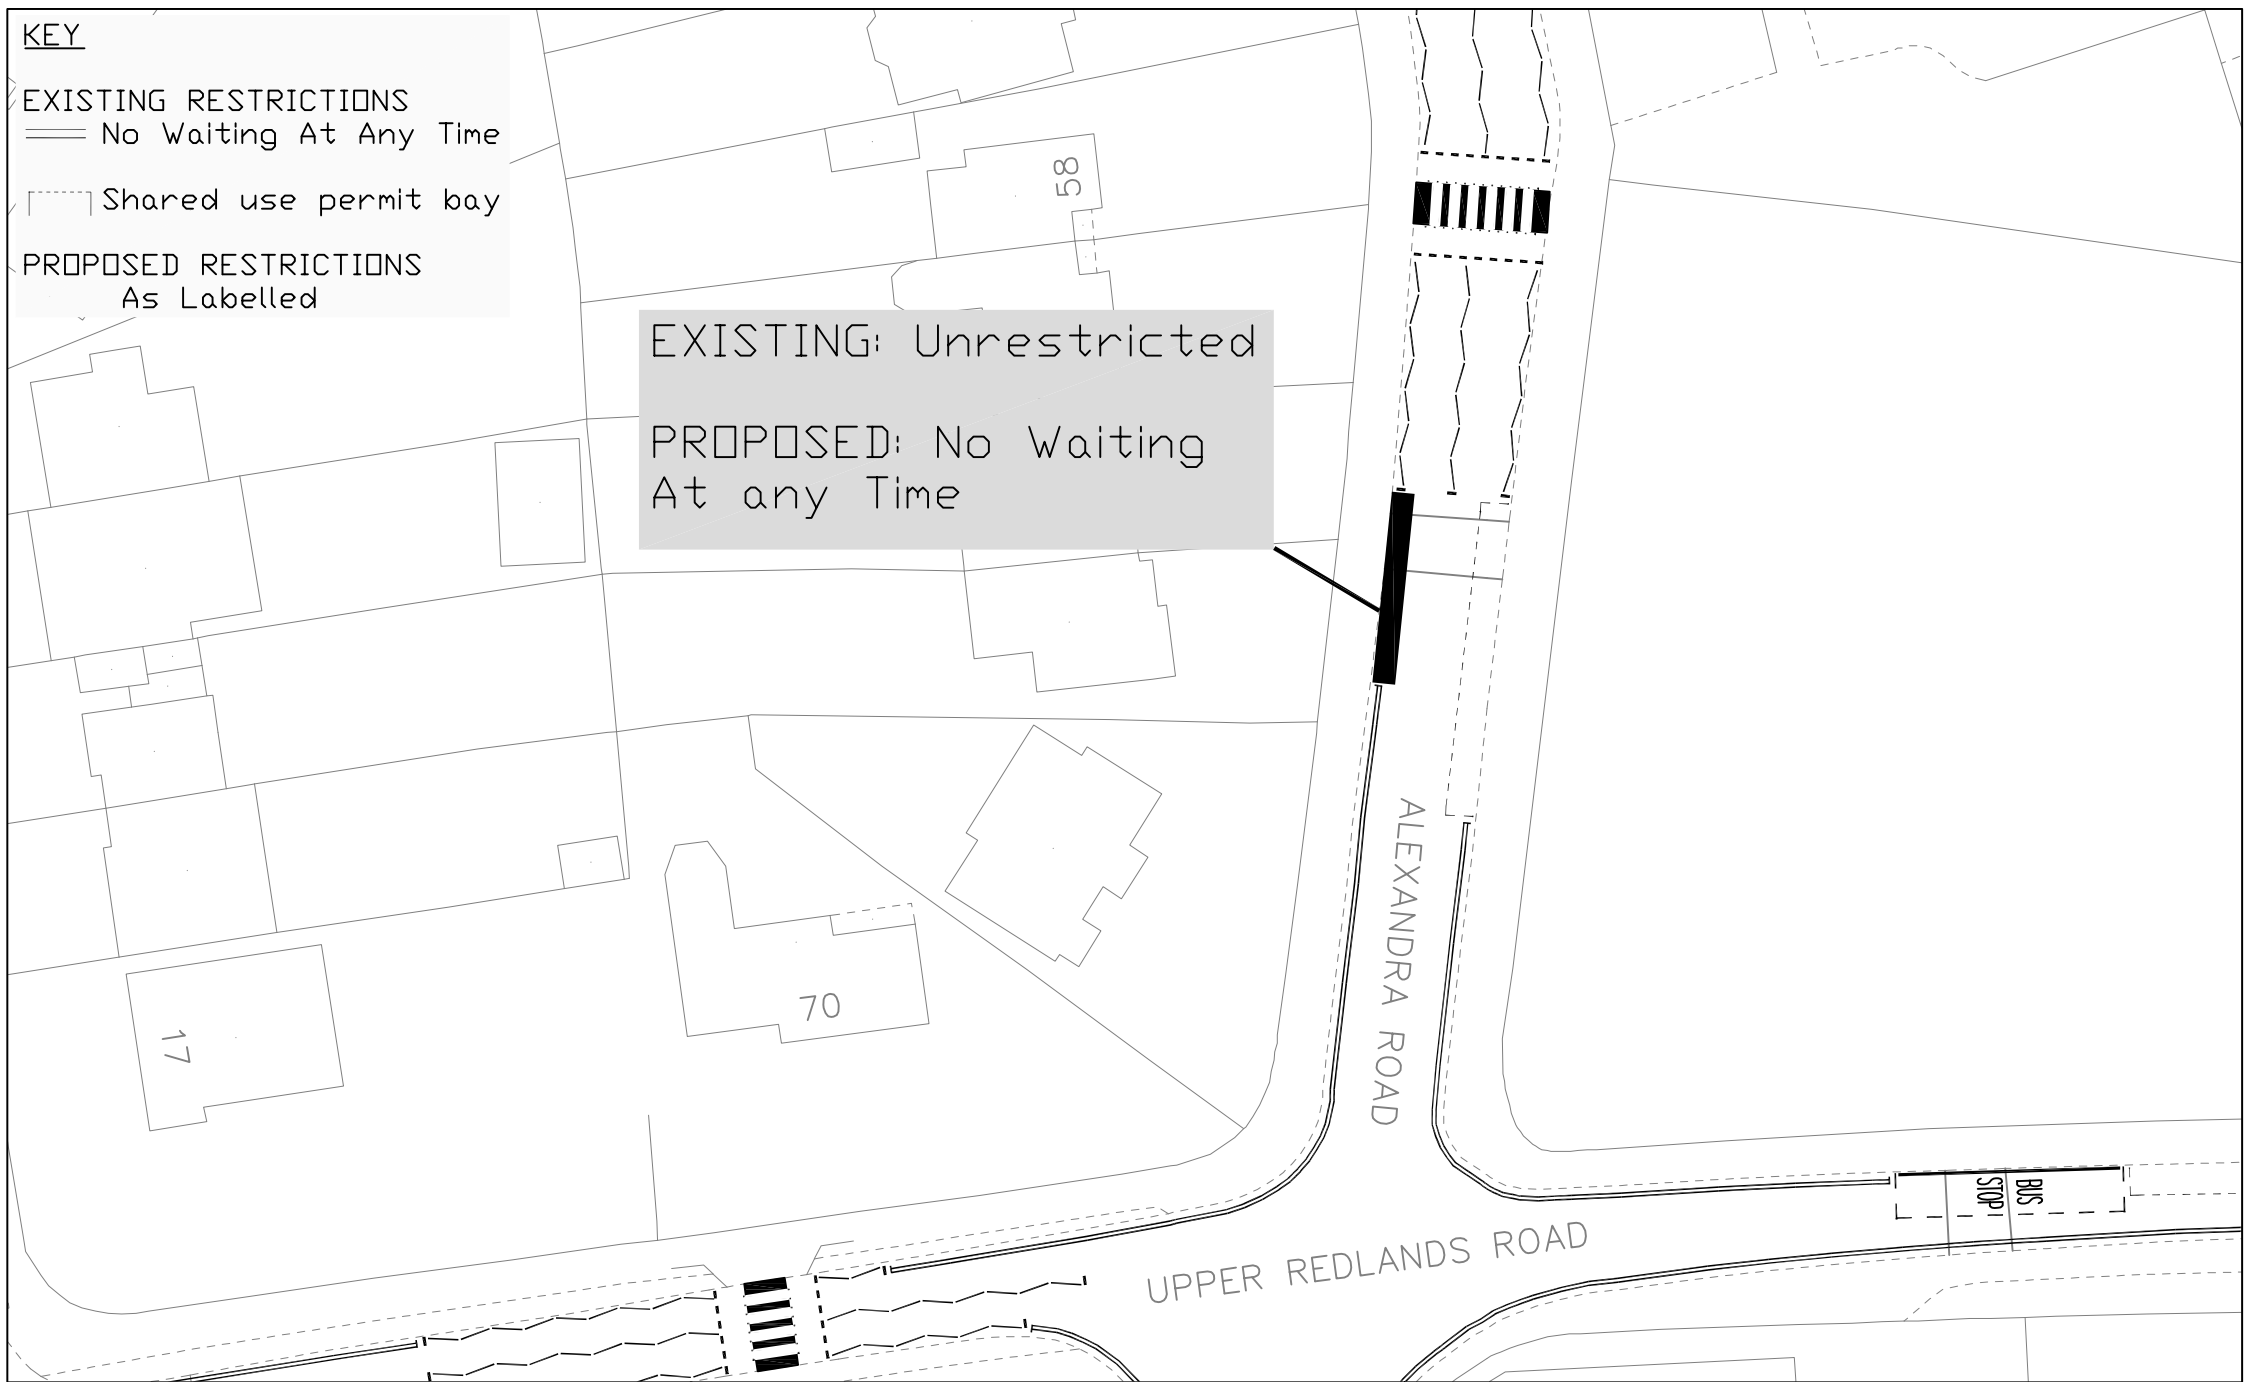 KEY
EXISTING RESTRICTIONS
No Waiting At Any Time
Shared use permit bay
PROPOSED RESTRICTIONS
As Labelled
58
EXISTING: Unrestricted
PROPOSED: No Waiting
At any Time
ALEXANDRA ROAD
70
17
BUS
STOP
UPPER REDLANDS ROAD